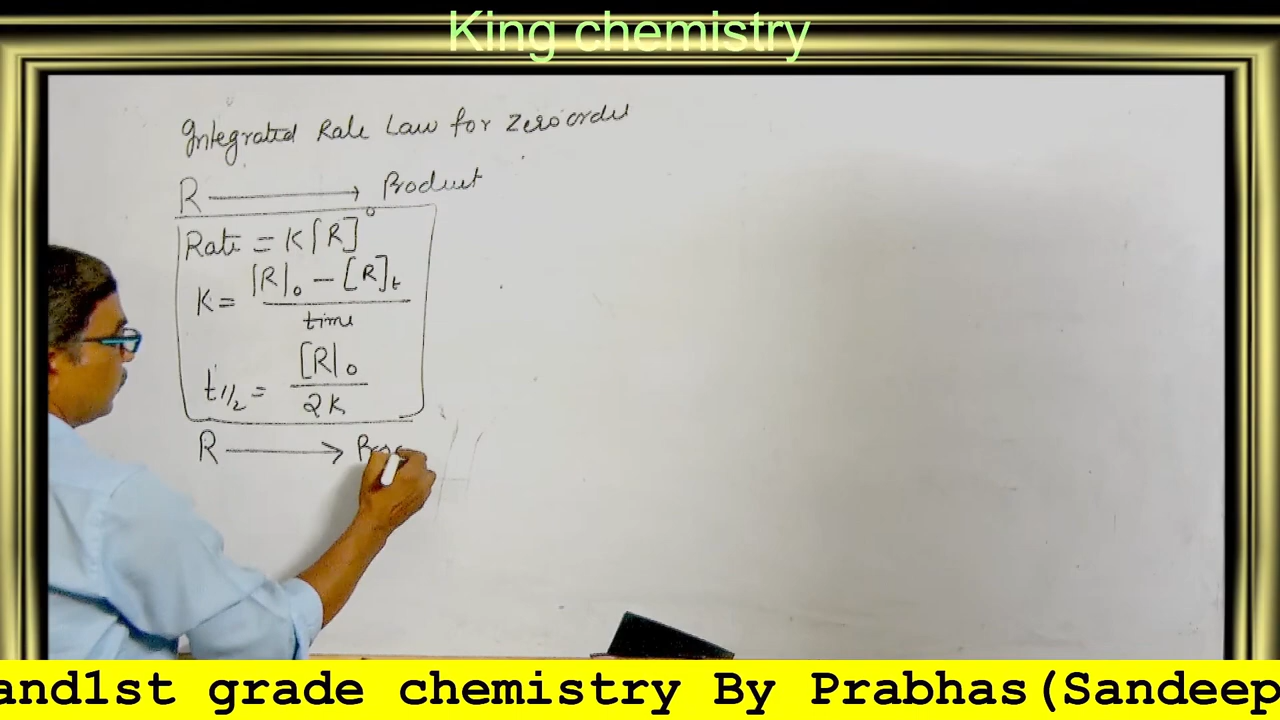 King chemistry
Integrated Rate Law for zero order
R ⟶ Product
Rate = K[R]⁰
K = [R]₀ − [R]t / time
t1/2 = [R]₀ / 2K
R ⟶
and1st grade chemistry By Prabhas(Sandeep